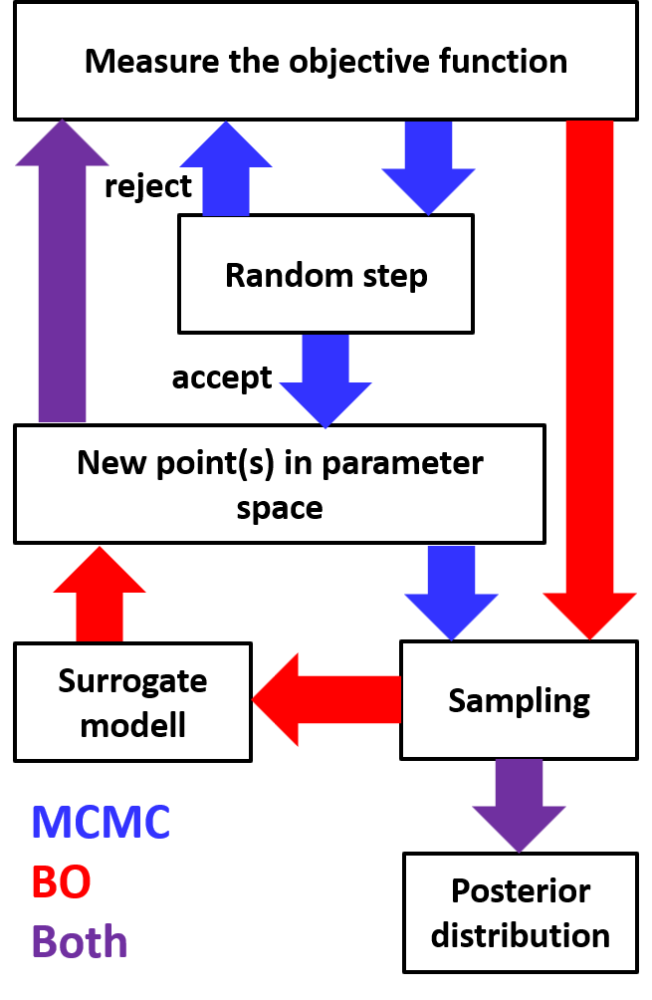 Measure the objective function
reject
Random step
accept
New point(s) in parameter
space
Surrogate
modell
Sampling
MCMC
BO
Both
Posterior
distribution